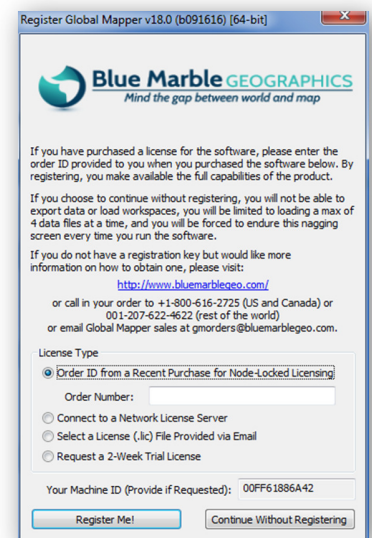 Register Global Mapper v18.0 (b091616) [64-bit]
Blue Marble GEOGRAPHICS
Mind the gap between world and map
If you have purchased a license for the software, please enter the
order ID provided to you when you purchased the software below. By
registering, you make available the full capabilities of the product.
If you choose to continue without registering, you will not be able to
export data or load workspaces, you will be limited to loading a max of
4 data files at a time, and you will be forced to endure this nagging
screen every time you run the software.
If you do not have a registration key but would like more
information on how to obtain one, please visit:
http://www.bluemarblegeo.com/
or call in your order to +1-800-616-2725 (US and Canada) or
001-207-622-4622 (rest of the world)
or email Global Mapper sales at gmorders@bluemarblegeo.com.
License Type
Order ID from a Recent Purchase for Node-Locked Licensing
Order Number:
Connect to a Network License Server
Select a License (.lic) File Provided via Email
Request a 2-Week Trial License
Your Machine ID (Provide if Requested): 00FF61886A42
Register Me! Continue Without Registering